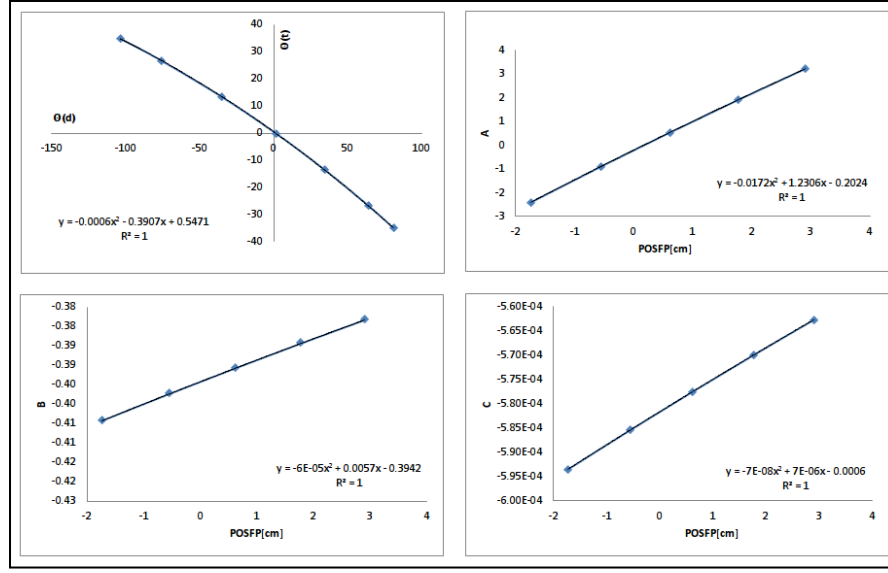 40
30
20
10
0
-10
-20
-30
-40
Θ(t)
Θ(d)
-150
-100
-50
0
50
100
y = -0.0006x² - 0.3907x + 0.5471
R² = 1
4
3
2
1
0
-1
-2
-3
A
y = -0.0172x² + 1.2306x - 0.2024
R² = 1
-2
-1
0
1
2
3
4
POSFP[cm]
-0.38
-0.38
-0.39
-0.39
-0.40
-0.40
-0.41
-0.41
-0.42
-0.42
-0.43
B
y = -6E-05x² + 0.0057x - 0.3942
R² = 1
-2
-1
0
1
2
3
4
POSFP[cm]
-5.60E-04
-5.65E-04
-5.70E-04
-5.75E-04
-5.80E-04
-5.85E-04
-5.90E-04
-5.95E-04
-6.00E-04
C
y = -7E-08x² + 7E-06x - 0.0006
R² = 1
-2
-1
0
1
2
3
4
POSFP[cm]